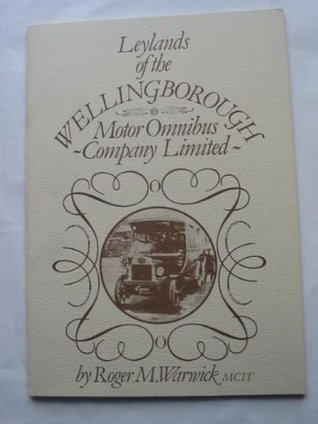 Leylands
of the
WELLINGBOROUGH
Motor Omnibus
~Company Limited~
by Roger M. Warwick MCIT